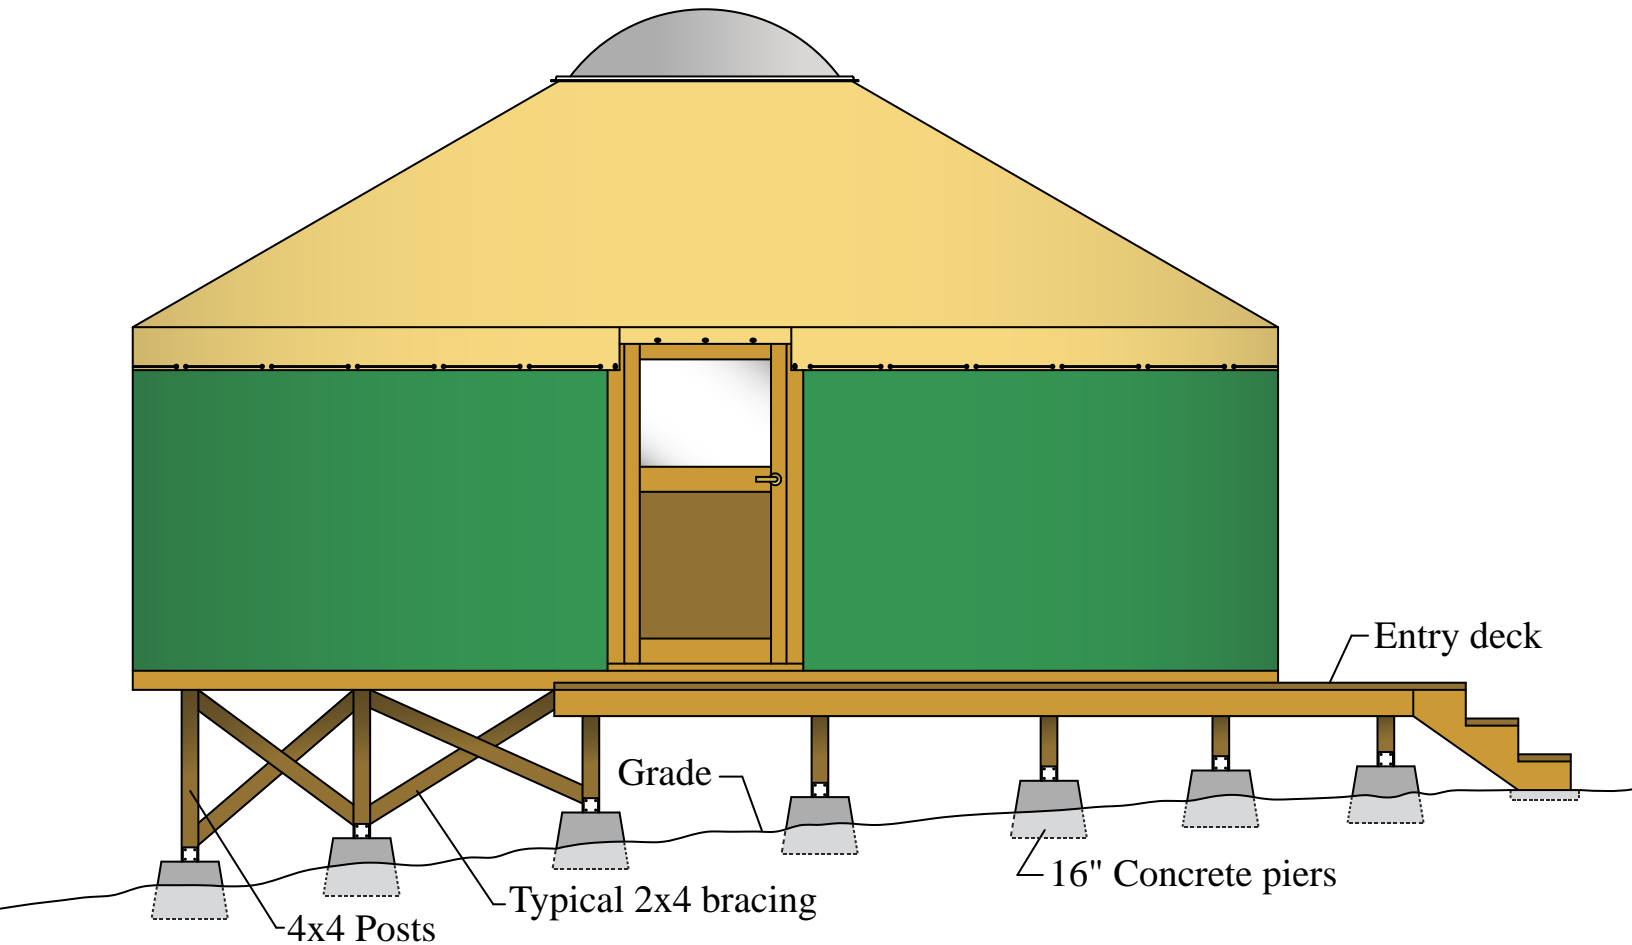 Entry deck
Grade
16" Concrete piers
Typical 2x4 bracing
4x4 Posts